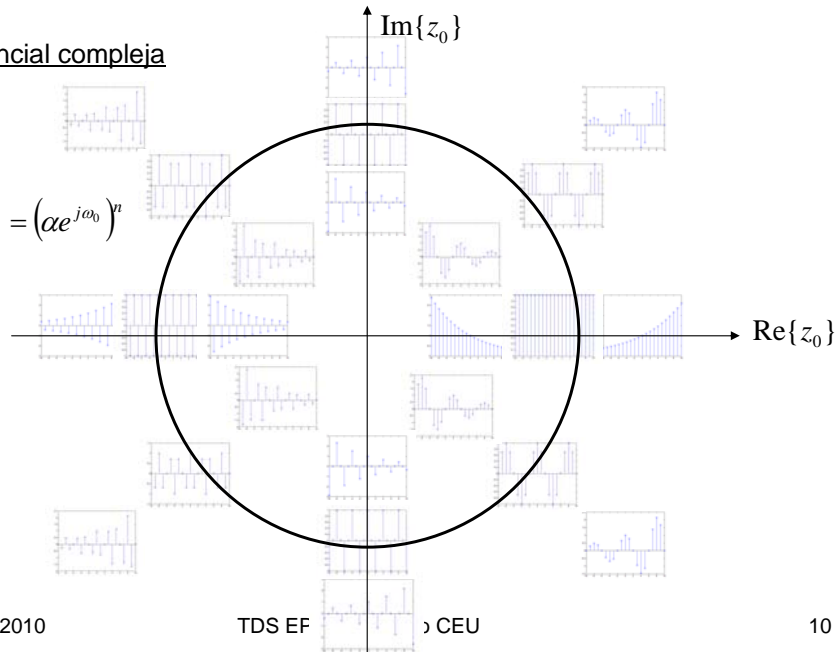 Im{z₀}
ncial compleja
= (αe^{jω₀})ⁿ
Re{z₀}
2010 TDS EF o CEU 10